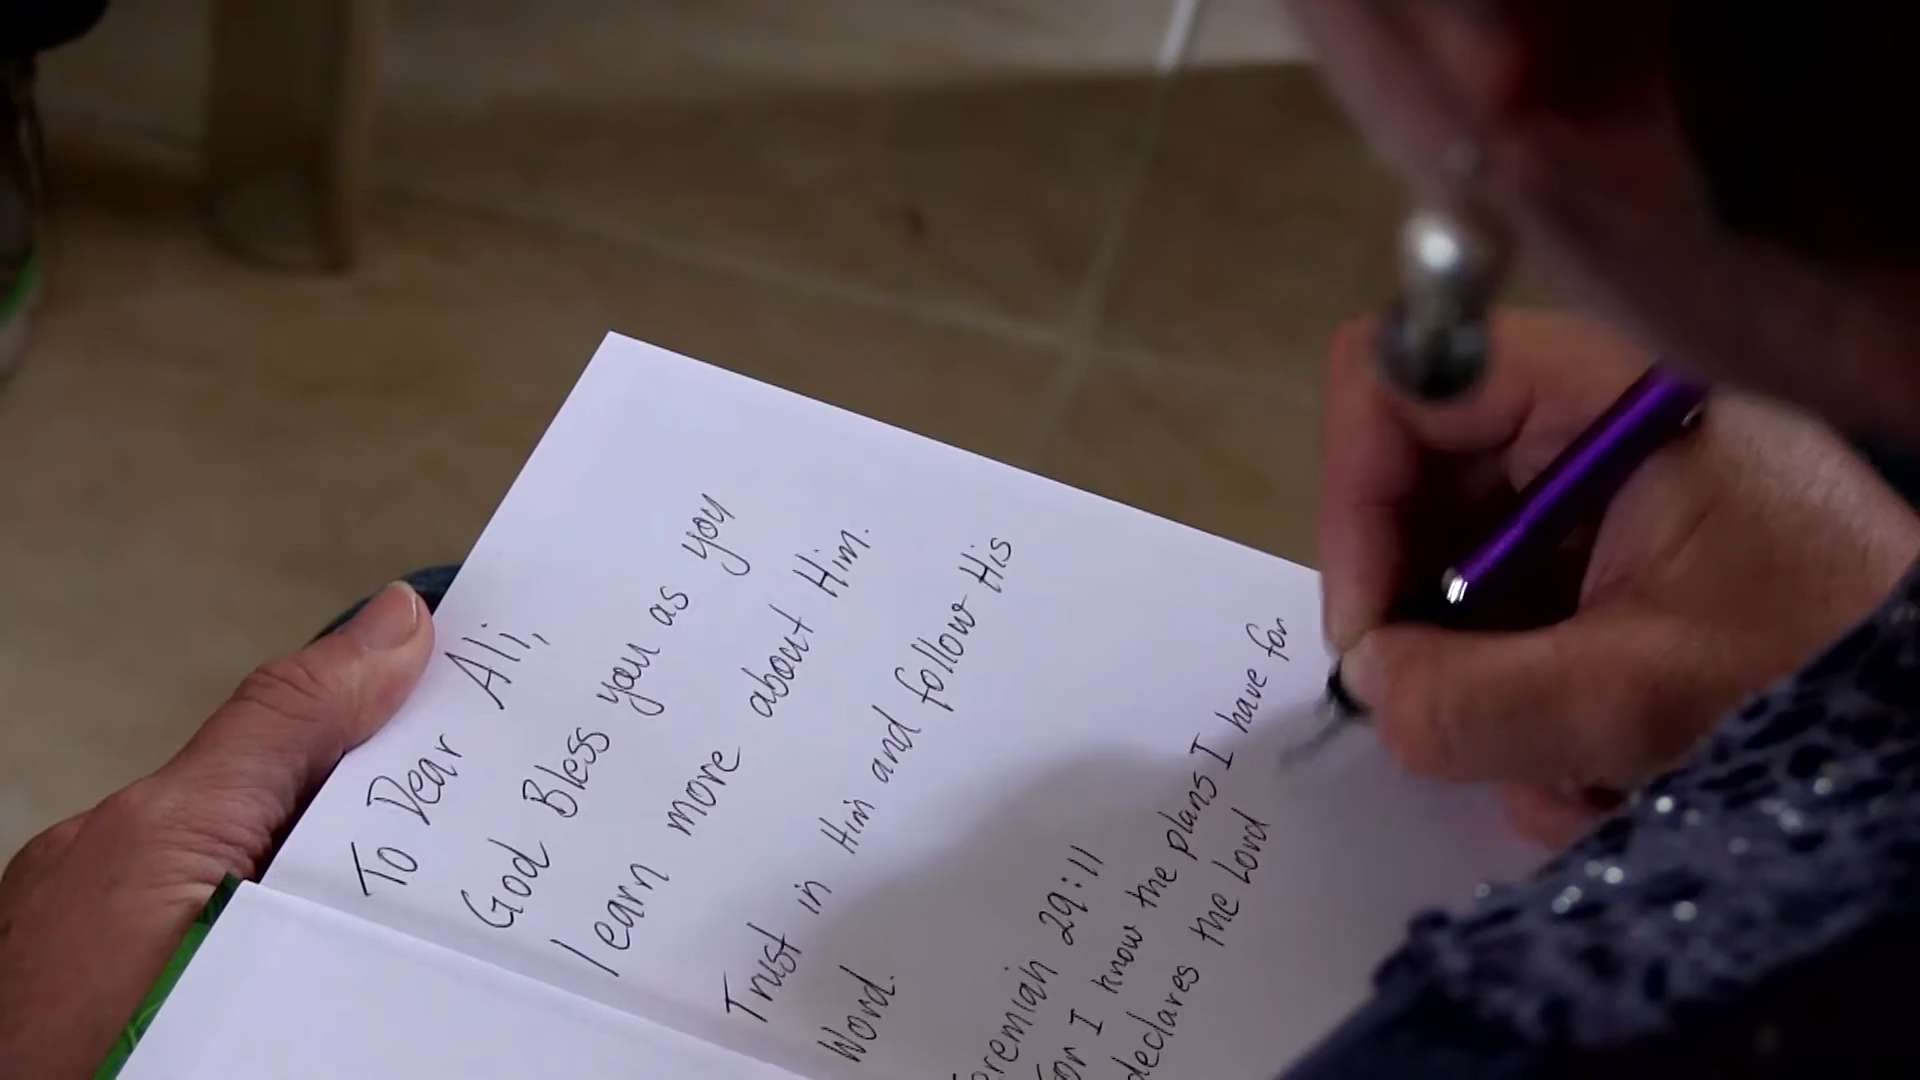 To Dear Ali,
God Bless you as you
learn more about Him.
Trust in Him and follow His
Word.
Jeremiah 29:11
For I know the plans I have for
declares the Lord